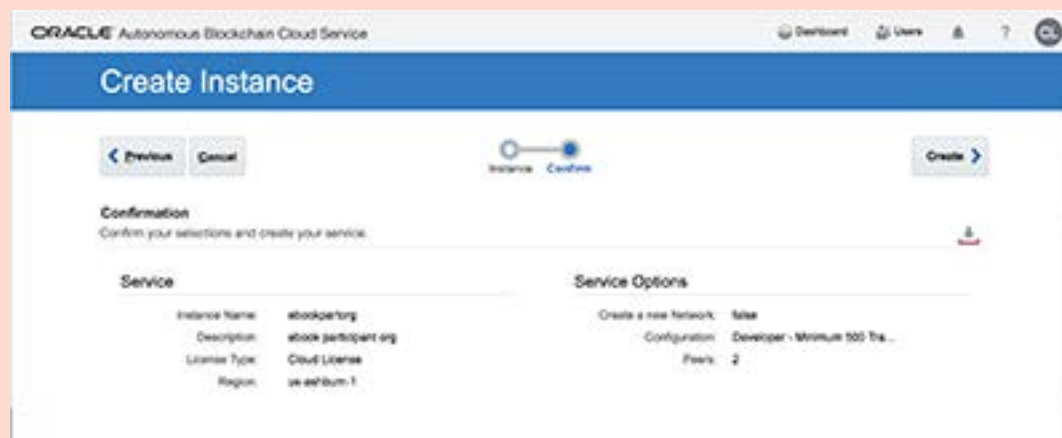 ORACLE Autonomous Blockchain Cloud Service
Dashboard Users ? CL
Create Instance
Previous Cancel
Instance Confirm
Create
Confirmation
Confirm your selections and create your service.
Service
Instance Name: ebookpartorg
Description: ebook participant org
License Type: Cloud License
Region: us-ashburn-1
Service Options
Create a new Network: false
Configuration: Developer - Minimum 500 Tra...
Peers: 2